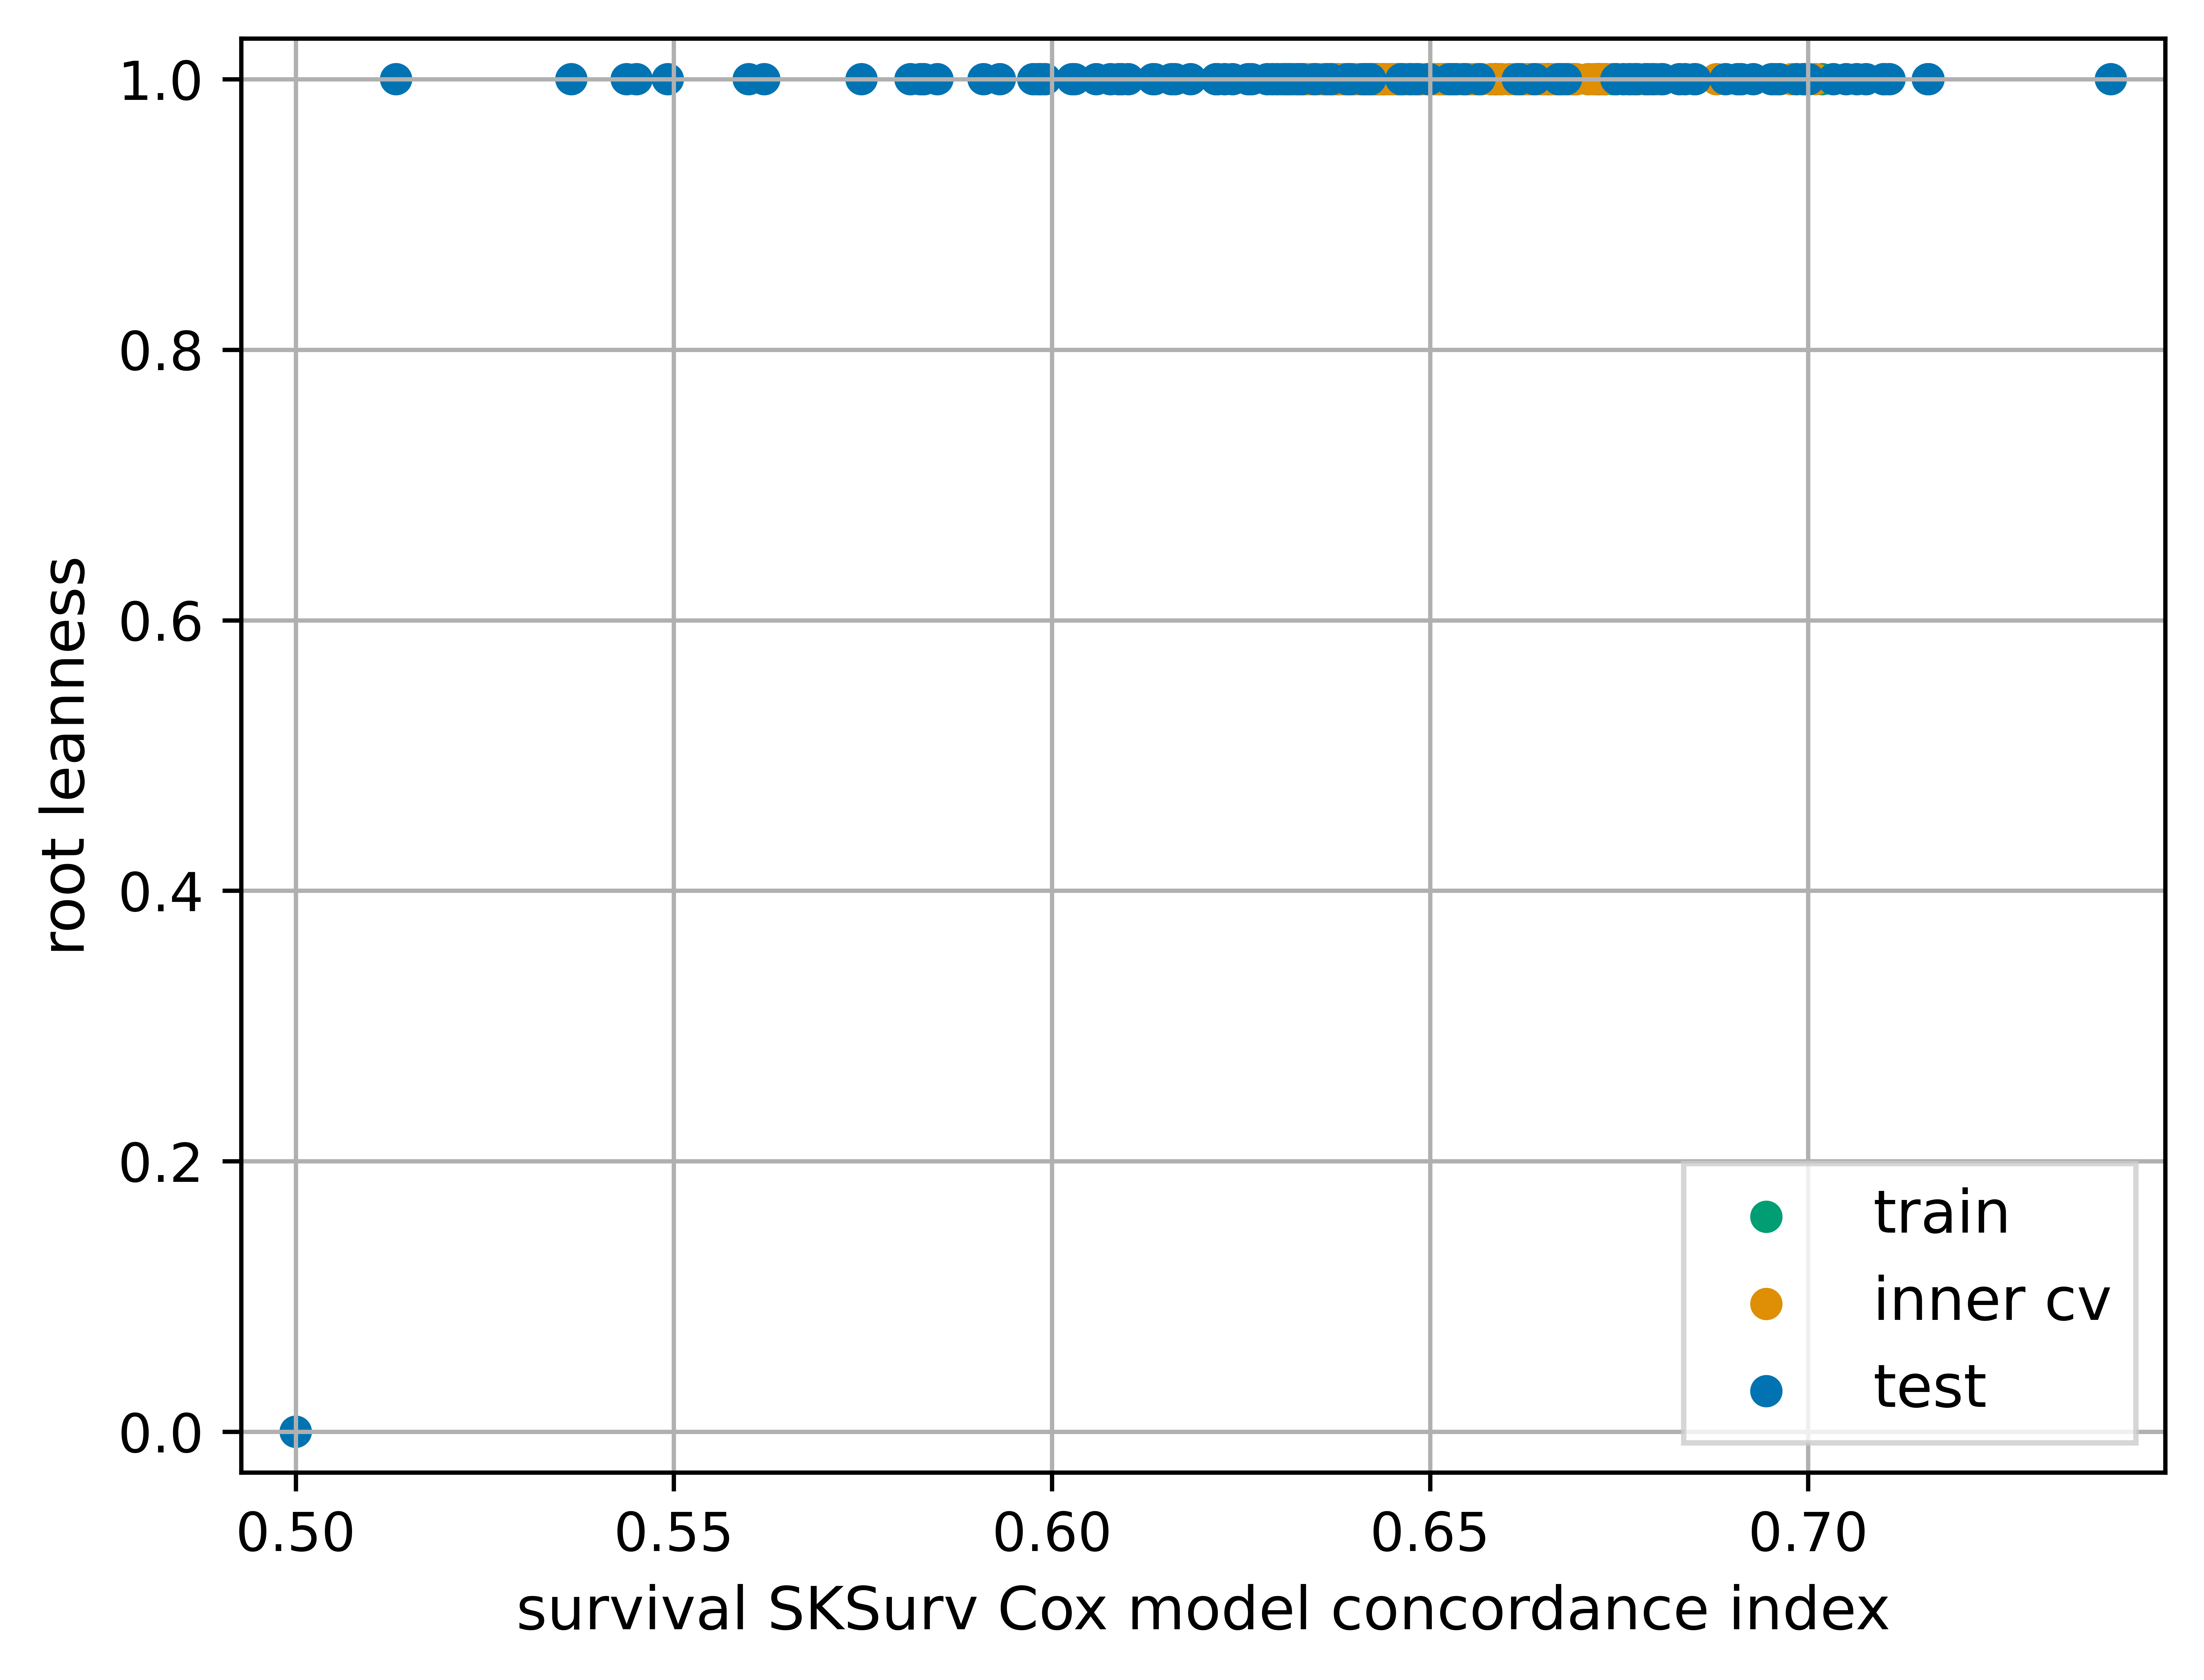 1.0
0.8
0.6
0.4
0.2
0.0
root leanness
train
inner cv
test
0.50 0.55 0.60 0.65 0.70
survival SKSurv Cox model concordance index